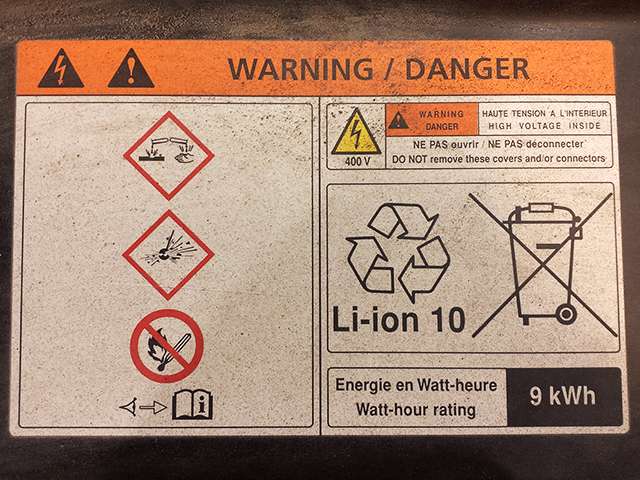 WARNING / DANGER
400 V
WARNING
DANGER
HAUTE TENSION A L'INTERIEUR
HIGH VOLTAGE INSIDE
NE PAS ouvrir / NE PAS déconnecter
DO NOT remove these covers and/or connectors
Li-ion 10
Energie en Watt-heure
Watt-hour rating
9 kWh
i